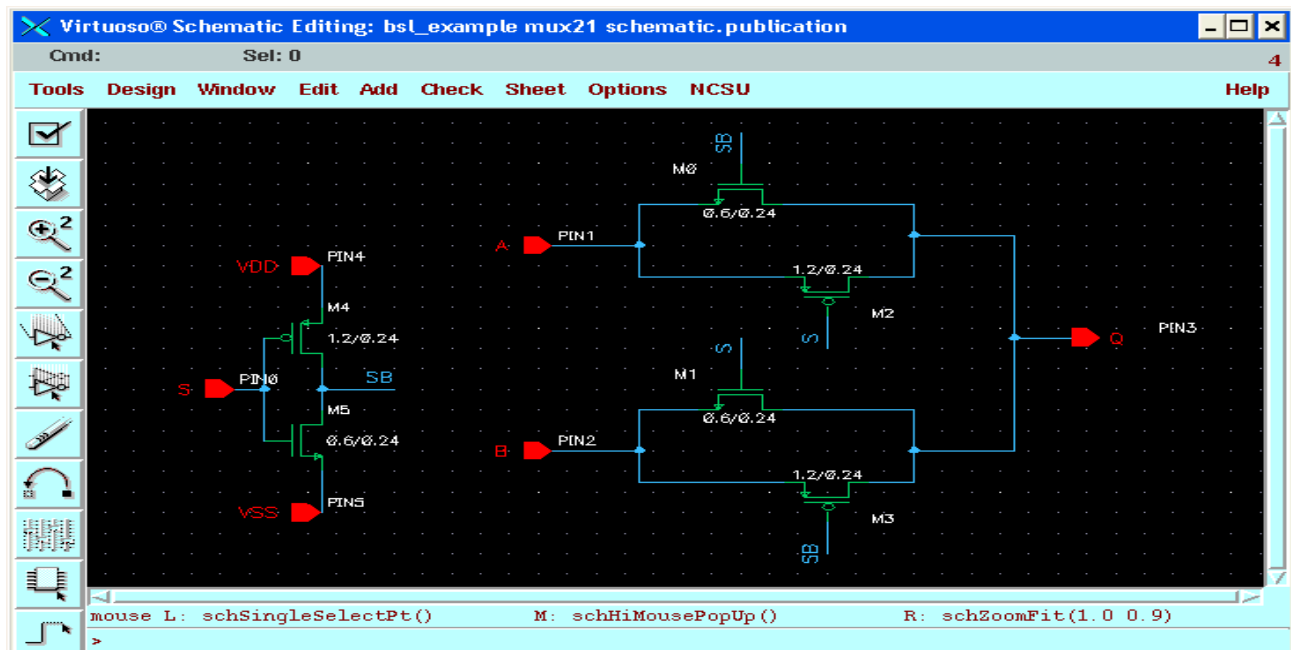 Virtuoso® Schematic Editing: bsl_example mux21 schematic.publication
Cmd: Sel: 0 4
Tools Design Window Edit Add Check Sheet Options NCSU Help
SB
M0
0.6/0.24
A PIN1
VDD PIN4
1.2/0.24
M4
M2
1.2/0.24
S
PIN3
Q
S
M1
S PIN0 SB
M5
0.6/0.24
0.6/0.24
B PIN2
1.2/0.24
VSS PIN5
M3
SB
2
2
mouse L: schSingleSelectPt() M: schHiMousePopUp() R: schZoomFit(1.0 0.9)
>